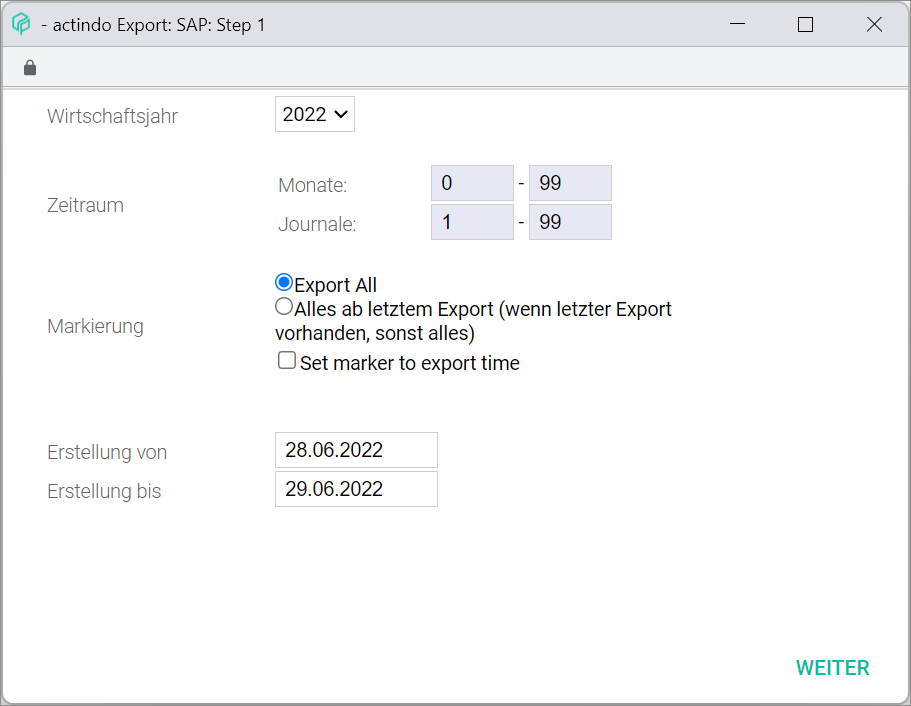 - actindo Export: SAP: Step 1
Wirtschaftsjahr 2022
Zeitraum
Monate: 0 - 99
Journale: 1 - 99
Markierung
Export All
Alles ab letztem Export (wenn letzter Export
vorhanden, sonst alles)
Set marker to export time
Erstellung von 28.06.2022
Erstellung bis 29.06.2022
WEITER